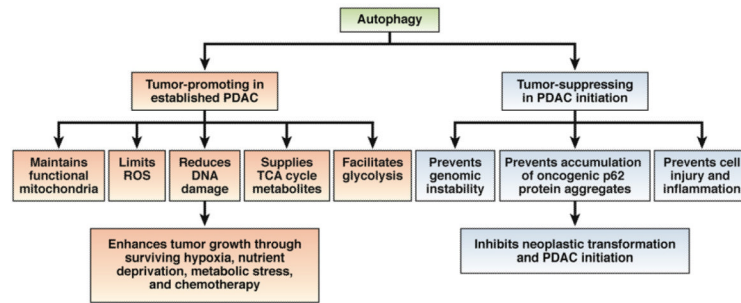 Autophagy
Tumor-promoting in
established PDAC
Tumor-suppressing
in PDAC initiation
Maintains
functional
mitochondria
Limits
ROS
Reduces
DNA
damage
Supplies
TCA cycle
metabolites
Facilitates
glycolysis
Prevents
genomic
instability
Prevents accumulation
of oncogenic p62
protein aggregates
Prevents cell
injury and
inflammation
Enhances tumor growth through
surviving hypoxia, nutrient
deprivation, metabolic stress,
and chemotherapy
Inhibits neoplastic transformation
and PDAC initiation